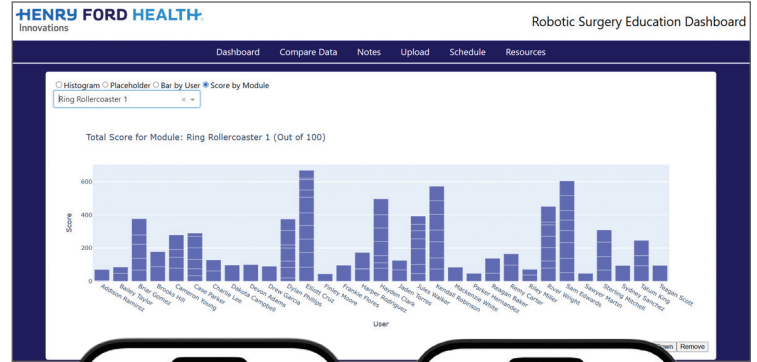 HENRY FORD HEALTH
Innovations
Robotic Surgery Education Dashboard
Dashboard Compare Data Notes Upload Schedule Resources
Histogram Placeholder Bar by User Score by Module
Ring Rollercoaster 1
Total Score for Module: Ring Rollercoaster 1 (Out of 100)
600
400
200
0
Score
Addison Ramirez
Bailey Taylor
Briar Gomez
Brooks Hill
Cameron Young
Case Parker
Charlie Lee
Dakota Campbell
Devon Adams
Drew Garcia
Dylan Phillips
Elliott Cruz
Finley Moore
Frankie Flores
Harper Rodriguez
Hayden Clark
Jaden Torres
Jules Walker
Kendall Robinson
Mackenzie White
Parker Hernandez
Reagan Baker
Remy Carter
Riley Miller
River Wright
Sam Edwards
Sawyer Martin
Sterling Mitchell
Sydney Sanchez
Tatum King
Teagan Scott
User
Remove